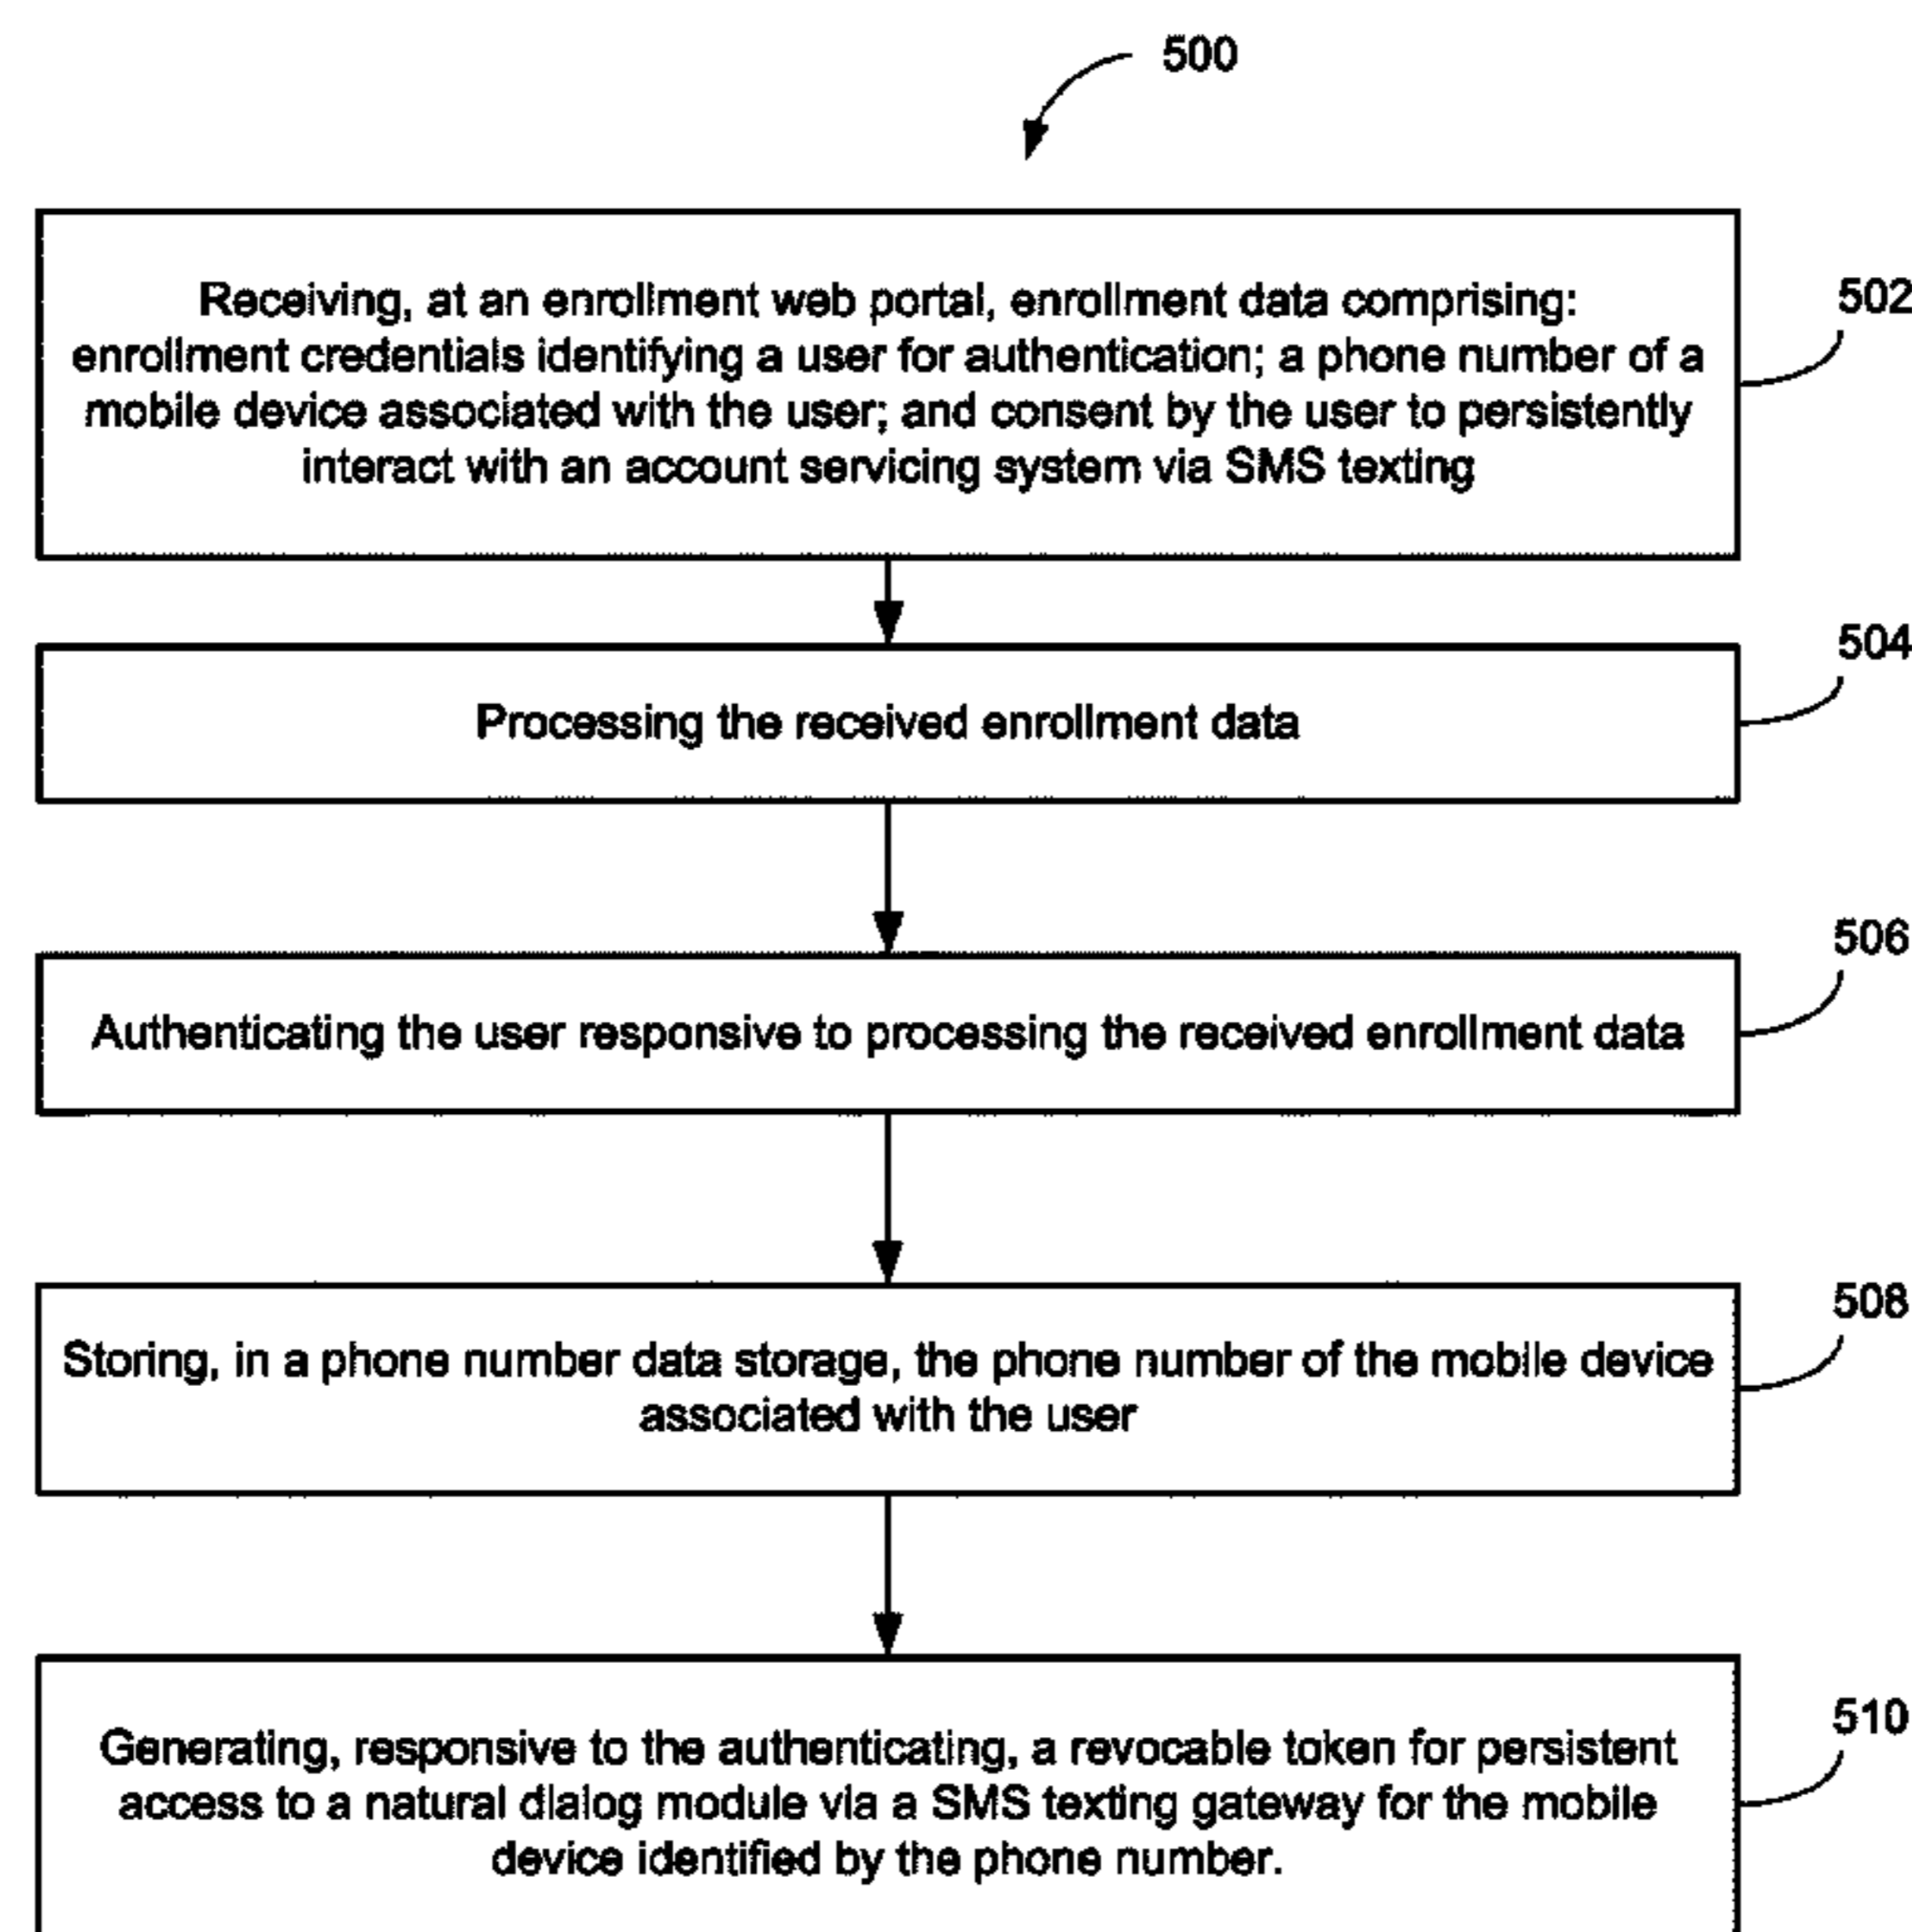 500
Receiving, at an enrollment web portal, enrollment data comprising:
enrollment credentials identifying a user for authentication; a phone number of a
mobile device associated with the user; and consent by the user to persistently
interact with an account servicing system via SMS texting
502
Processing the received enrollment data
504
Authenticating the user responsive to processing the received enrollment data
506
Storing, in a phone number data storage, the phone number of the mobile device
associated with the user
508
Generating, responsive to the authenticating, a revocable token for persistent
access to a natural dialog module via a SMS texting gateway for the mobile
device identified by the phone number.
510